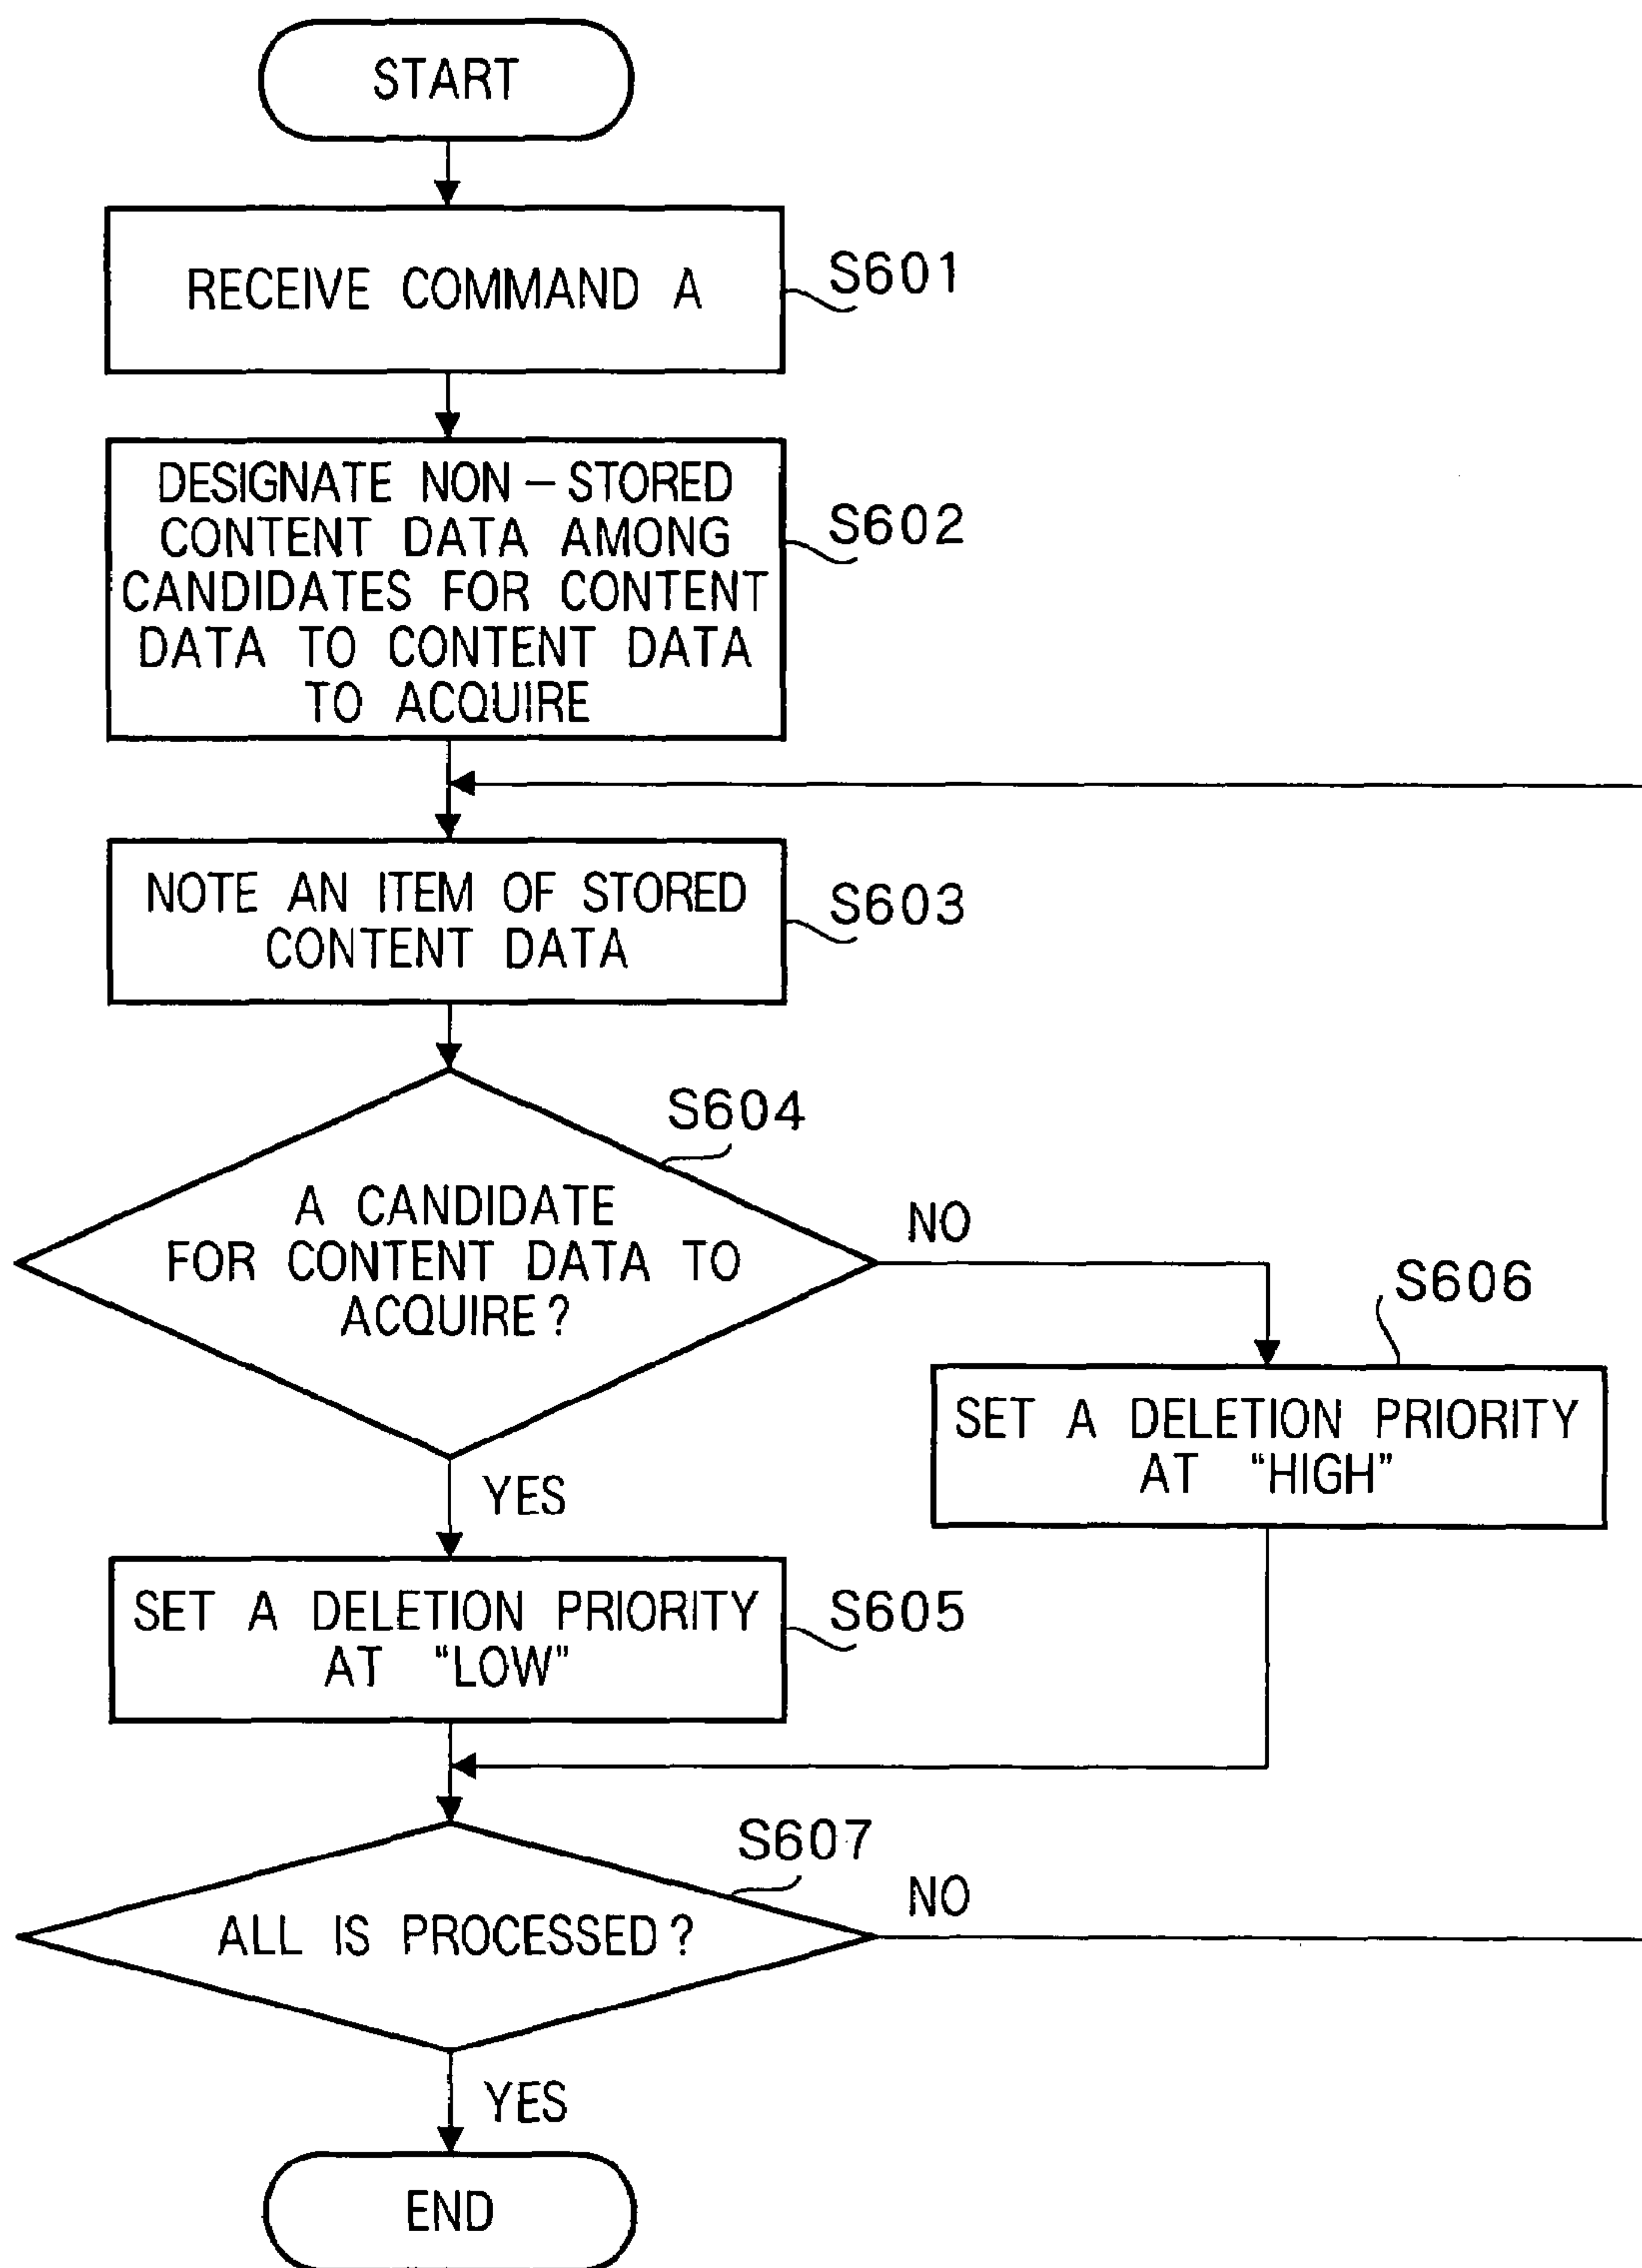 START
RECEIVE COMMAND A
S601
DESIGNATE NON-STORED
CONTENT DATA AMONG
CANDIDATES FOR CONTENT
DATA TO CONTENT DATA
TO ACQUIRE
S602
NOTE AN ITEM OF STORED
CONTENT DATA
S603
S604
A CANDIDATE
FOR CONTENT DATA TO
ACQUIRE?
NO
S606
SET A DELETION PRIORITY
AT "HIGH"
YES
SET A DELETION PRIORITY
AT "LOW"
S605
S607
ALL IS PROCESSED?
NO
YES
END